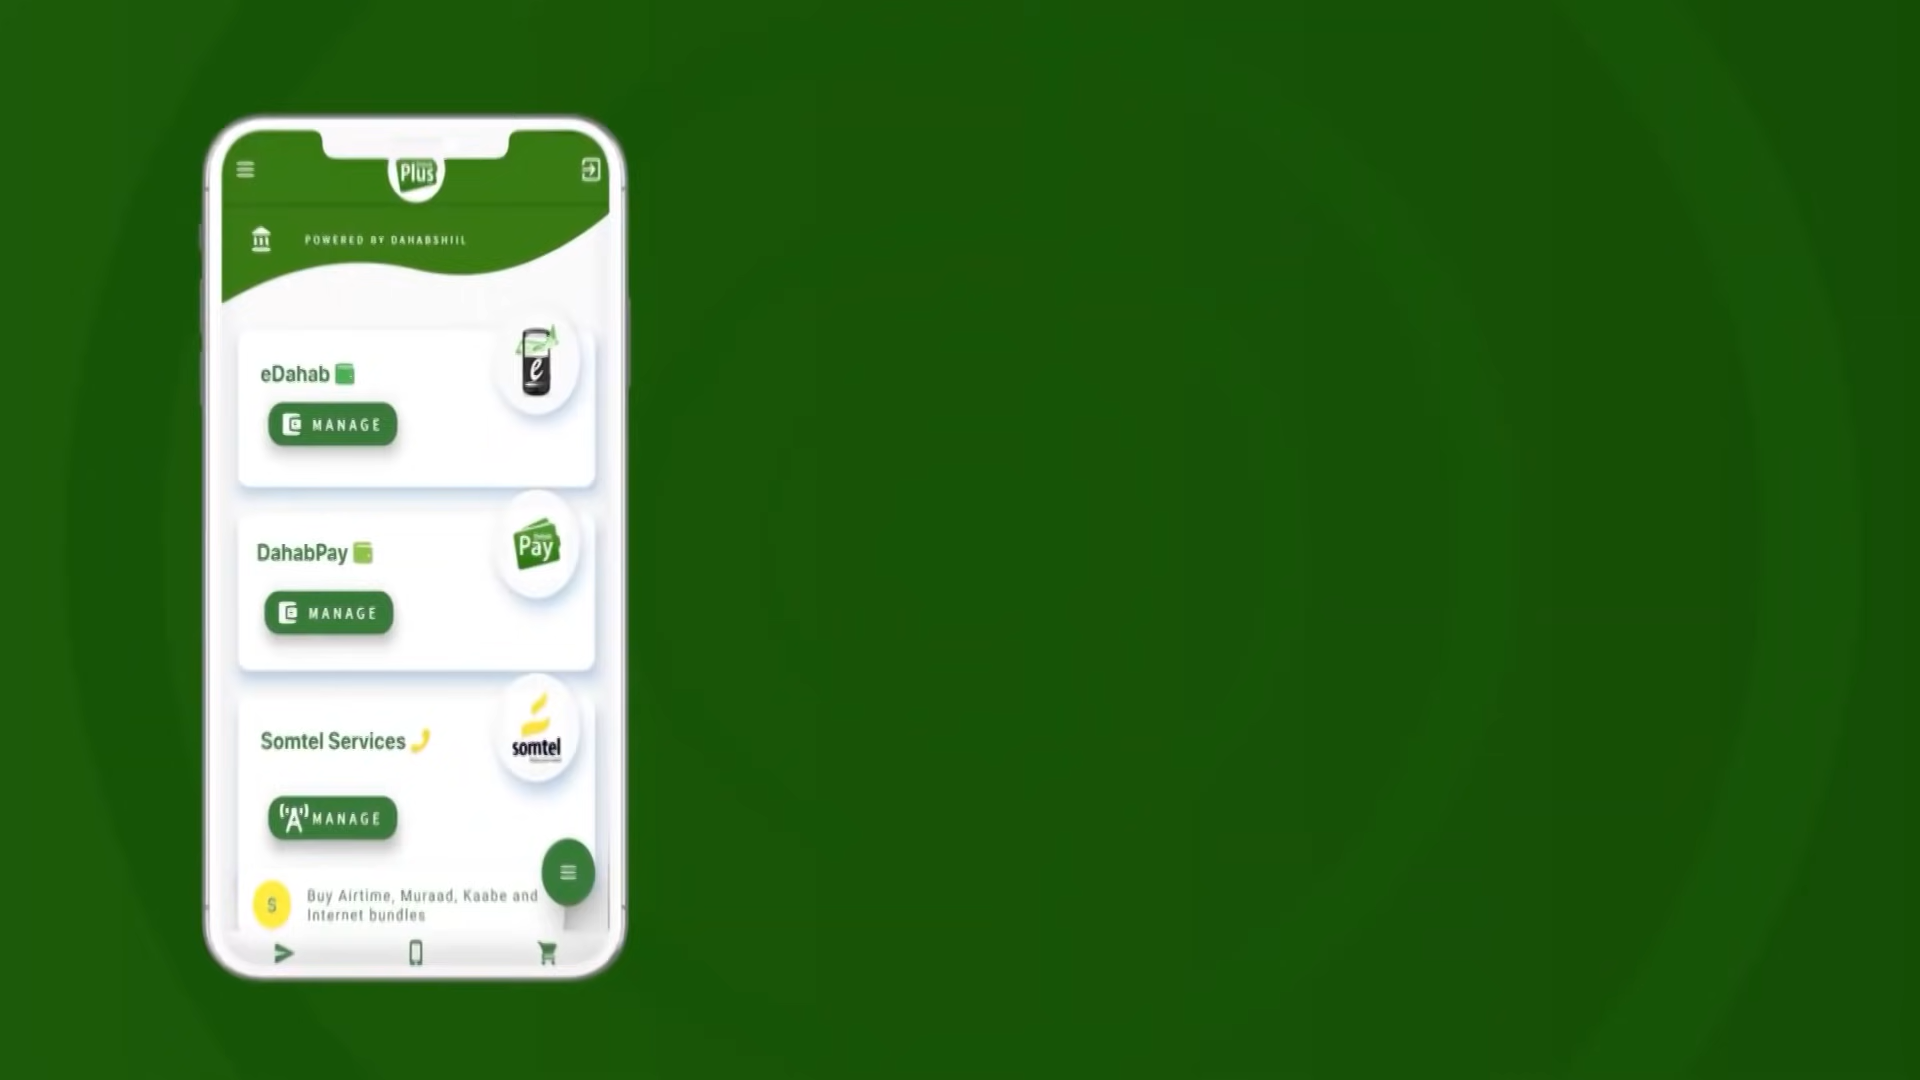 Plus
POWERED BY DAHABSHIIL
eDahab
e
MANAGE
DahabPay
Pay
MANAGE
Somtel Services
somtel
MANAGE
$
Buy Airtime, Muraad, Kaabe and
Internet bundles